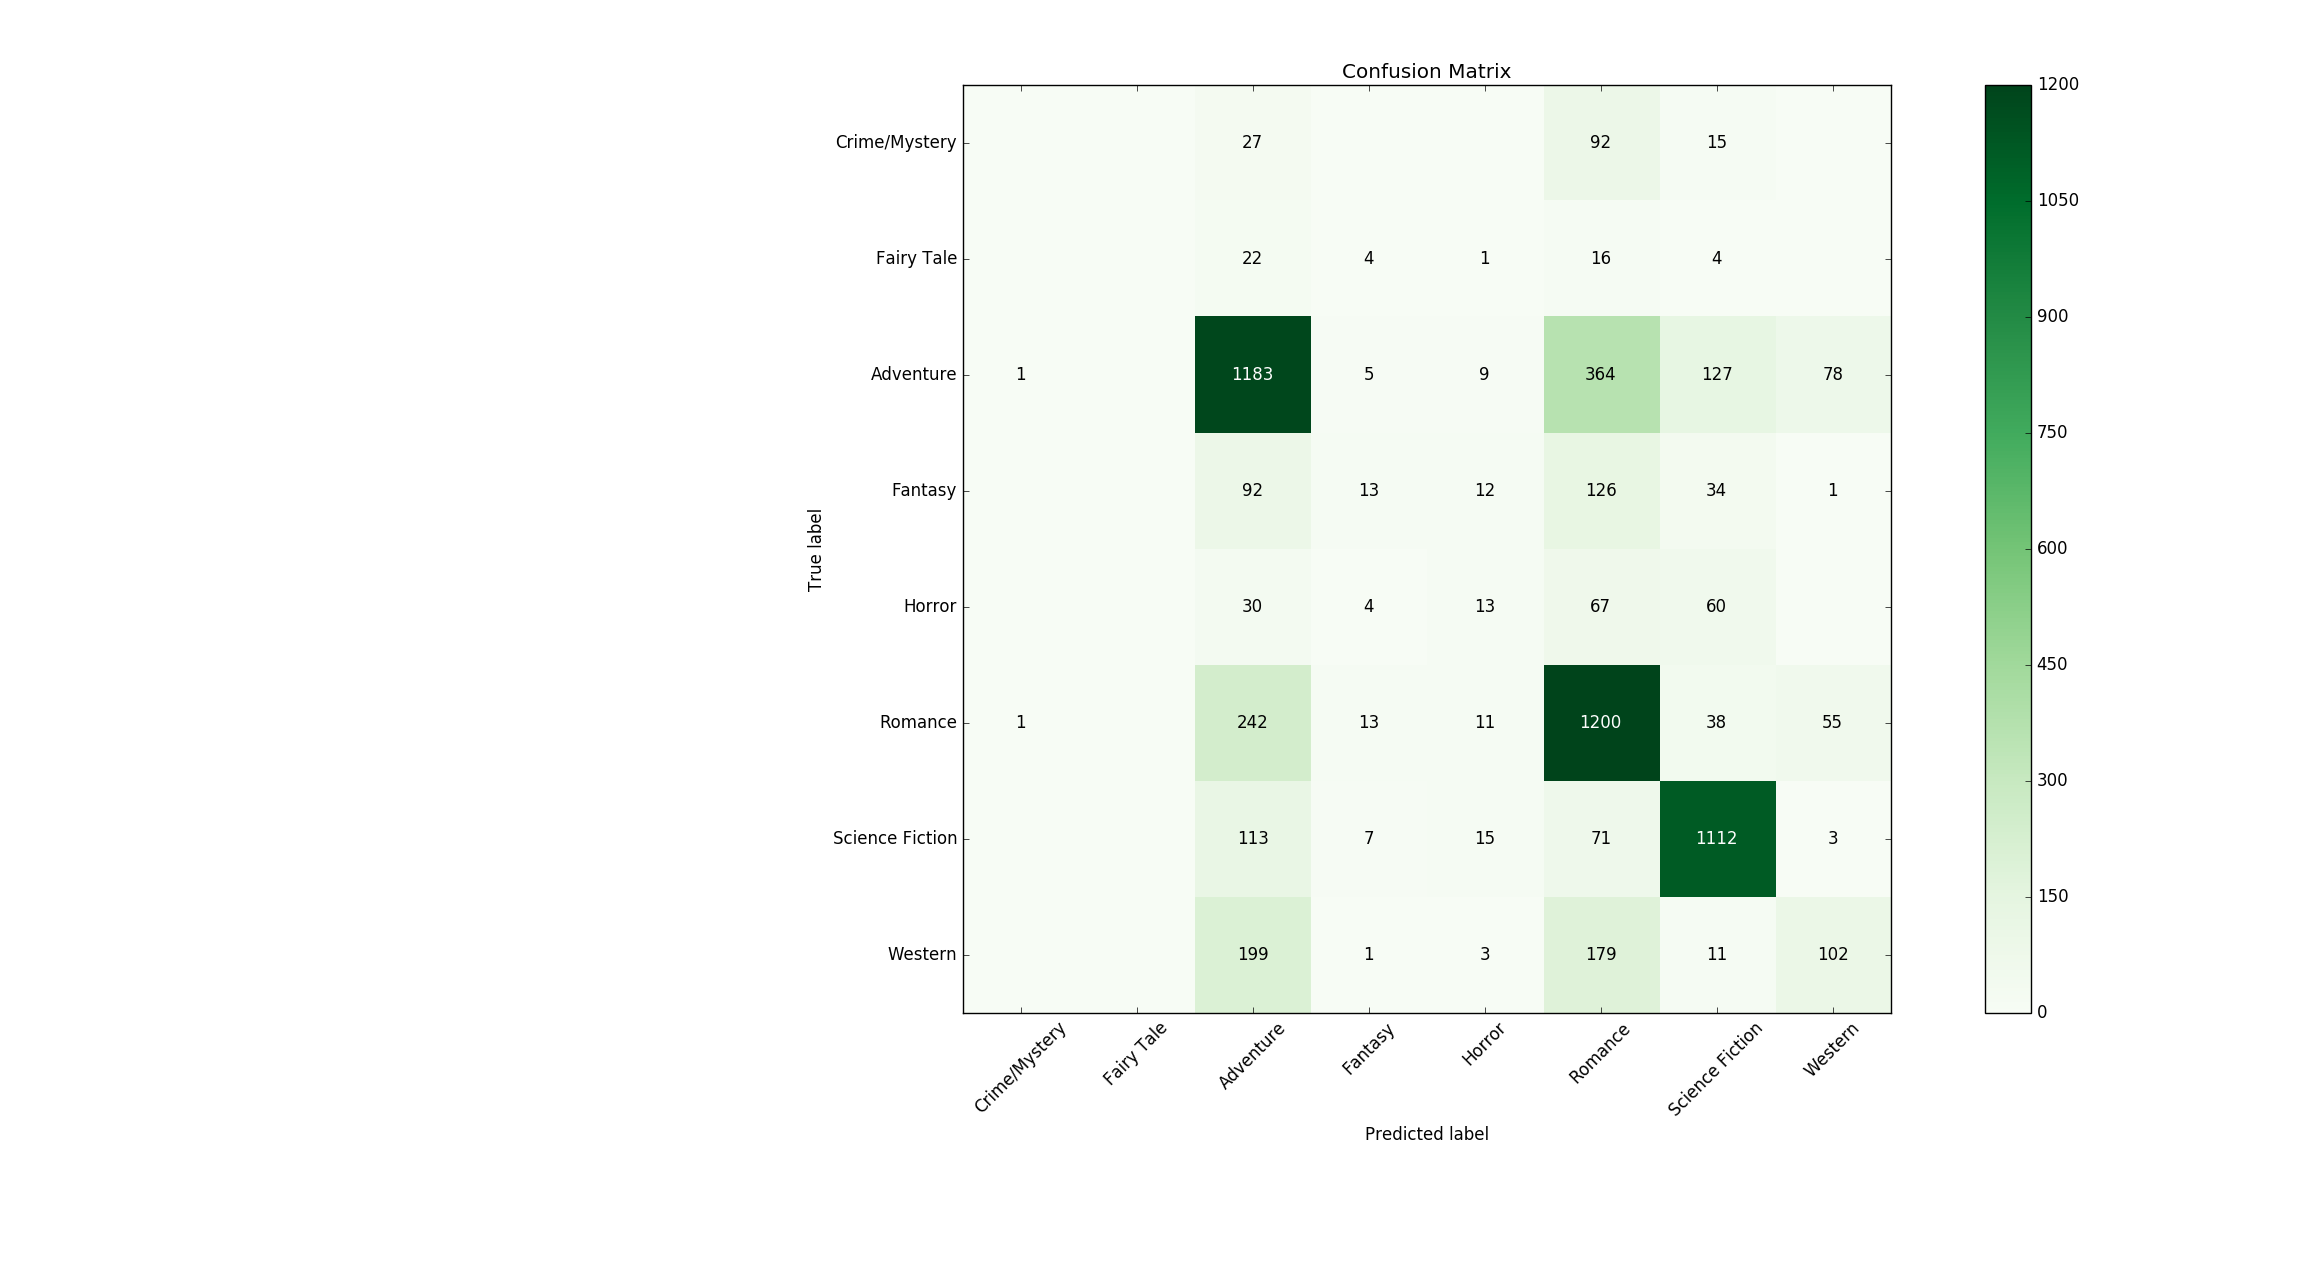 Confusion Matrix
Crime/Mystery 27 92 15
Fairy Tale 22 4 1 16 4
Adventure 1 1183 5 9 364 127 78
Fantasy 92 13 12 126 34 1
Horror 30 4 13 67 60
Romance 1 242 13 11 1200 38 55
Science Fiction 113 7 15 71 1112 3
Western 199 1 3 179 11 102
True label
Crime/Mystery Fairy Tale Adventure Fantasy Horror Romance Science Fiction Western
Predicted label
1200
1050
900
750
600
450
300
150
0